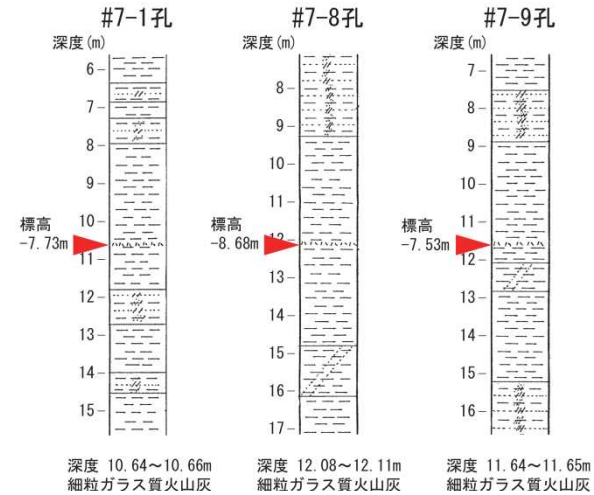 #7-1孔
深度(m)
6
7
8
9
10
11
12
13
14
15
標高
-7.73m
深度 10.64～10.66m
細粒ガラス質火山灰
#7-8孔
深度(m)
8
9
10
11
12
13
14
15
16
17
標高
-8.68m
深度 12.08～12.11m
細粒ガラス質火山灰
#7-9孔
深度(m)
7
8
9
10
11
12
13
14
15
16
標高
-7.53m
深度 11.64～11.65m
細粒ガラス質火山灰